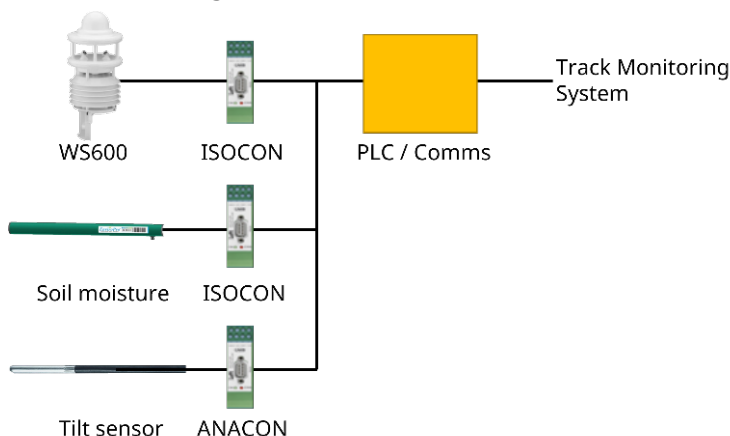 Track Monitoring
System
WS600 ISOCON PLC / Comms
Soil moisture ISOCON
Tilt sensor ANACON